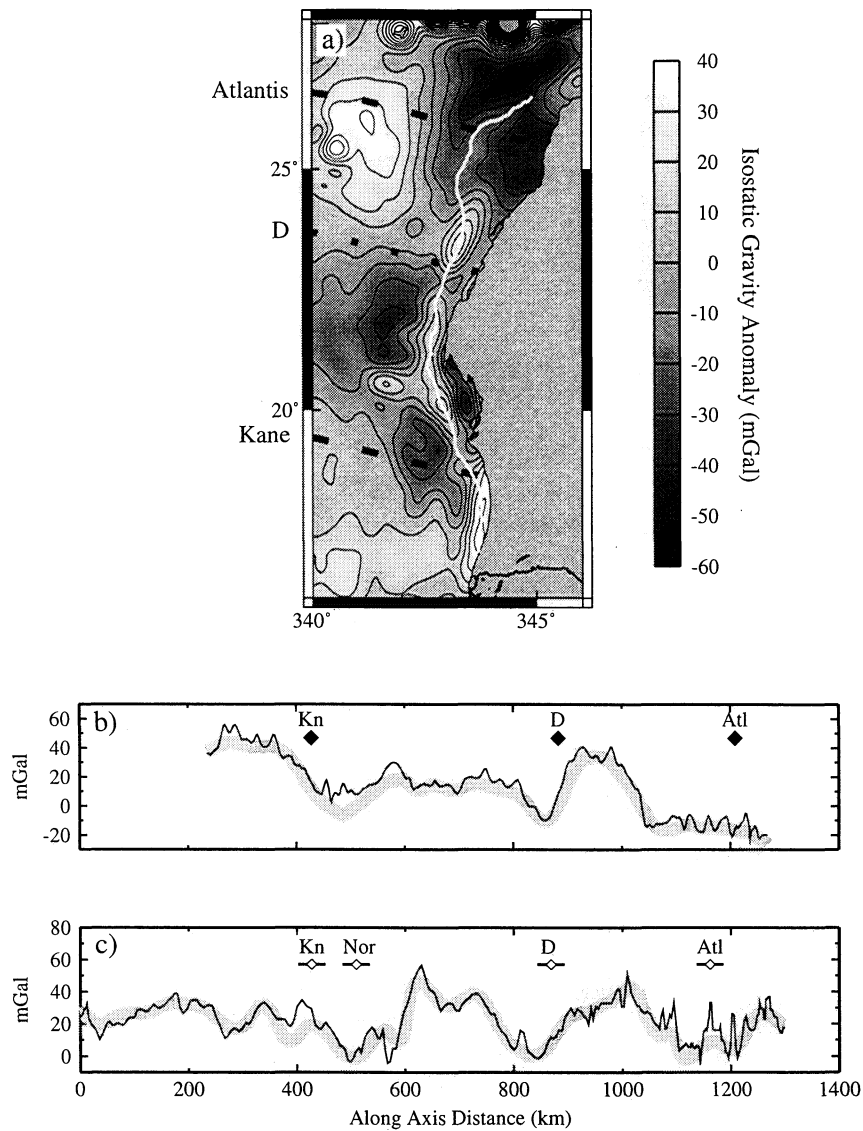 a)
Atlantis
25°
D
20°
Kane
340°
345°
40
30
20
10
0
-10
-20
-30
-40
-50
-60
Isostatic Gravity Anomaly (mGal)
b)
Kn
D
Atl
60
40
20
0
-20
mGal
c)
Kn
Nor
D
Atl
80
60
40
20
0
mGal
0
200
400
600
800
1000
1200
1400
Along Axis Distance (km)